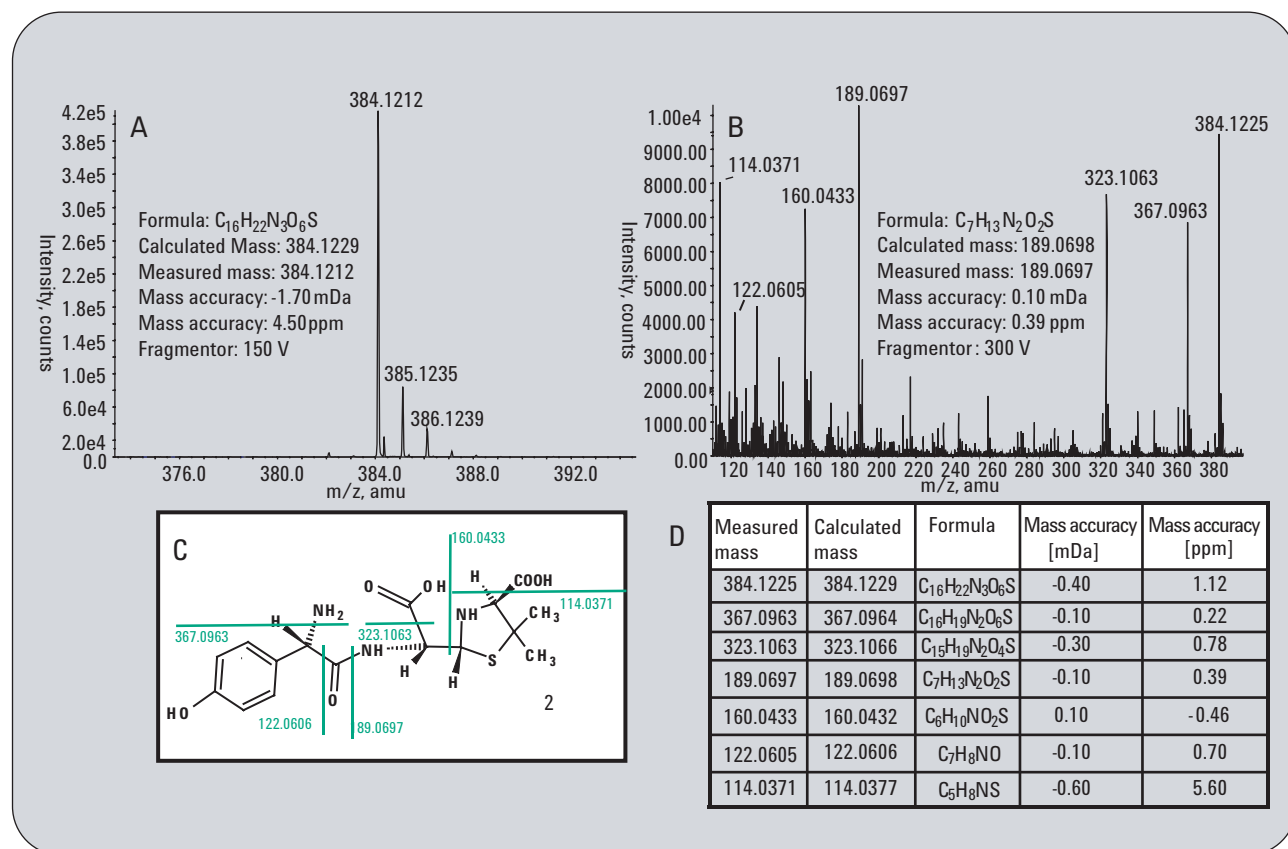 A
384.1212
4.2e5
3.8e5
3.4e5
3.0e5
2.6e5
2.2e5
1.8e5
1.4e5
1.0e5
6.0e4
2.0e4
0.0
Intensity, counts
Formula: C₁₆H₂₂N₃O₆S
Calculated Mass: 384.1229
Measured mass: 384.1212
Mass accuracy: -1.70 mDa
Mass accuracy: 4.50 ppm
Fragmentor: 150 V
385.1235
386.1239
376.0 380.0 384.0 388.0 392.0
m/z, amu
B
189.0697
384.1225
114.0371
160.0433
323.1063
367.0963
122.0605
1.00e4
9000.00
8000.00
7000.00
6000.00
5000.00
4000.00
3000.00
2000.00
1000.00
0.00
Intensity, counts
Formula: C₇H₁₃N₂O₂S
Calculated mass: 189.0698
Measured mass: 189.0697
Mass accuracy: 0.10 mDa
Mass accuracy: 0.39 ppm
Fragmentor : 300 V
120 140 160 180 200 220 240 260 280 300 320 340 360 380
m/z, amu
C
160.0433
O
O H
H
COOH
114.0371
H
NH₂
NH
CH₃
367.0963
323.1063
NH
CH₃
S
H
H
O
HO
2
122.0606
89.0697
D
Measured mass Calculated mass Formula Mass accuracy [mDa] Mass accuracy [ppm]
384.1225 384.1229 C₁₆H₂₂N₃O₆S -0.40 1.12
367.0963 367.0964 C₁₆H₁₉N₂O₆S -0.10 0.22
323.1063 323.1066 C₁₅H₁₉N₂O₄S -0.30 0.78
189.0697 189.0698 C₇H₁₃N₂O₂S -0.10 0.39
160.0433 160.0432 C₆H₁₀NO₂S 0.10 -0.46
122.0605 122.0606 C₇H₈NO -0.10 0.70
114.0371 114.0377 C₅H₈NS -0.60 5.60